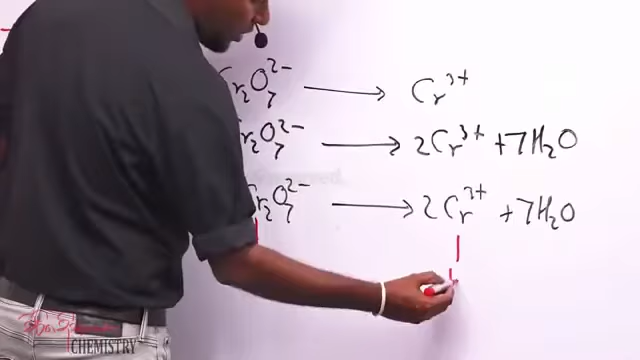 Cr₂O₇²⁻ ⟶ Cr³⁺
Cr₂O₇²⁻ ⟶ 2Cr³⁺ + 7H₂O
Cr₂O₇²⁻ ⟶ 2Cr³⁺ + 7H₂O
CHEMISTRY